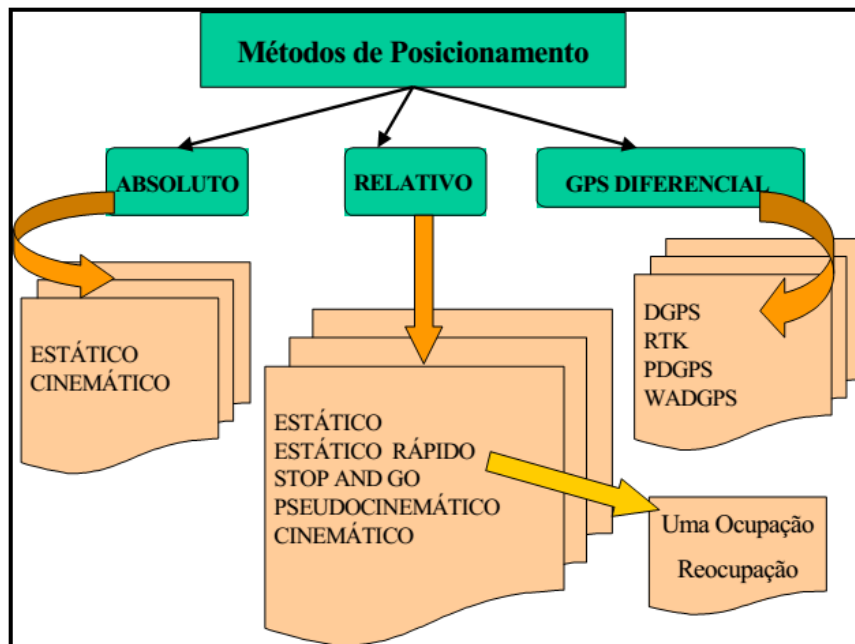 Métodos de Posicionamento
ABSOLUTO
RELATIVO
GPS DIFERENCIAL
ESTÁTICO
CINEMÁTICO
ESTÁTICO
ESTÁTICO RÁPIDO
STOP AND GO
PSEUDOCINEMÁTICO
CINEMÁTICO
DGPS
RTK
PDGPS
WADGPS
Uma Ocupação
Reocupação